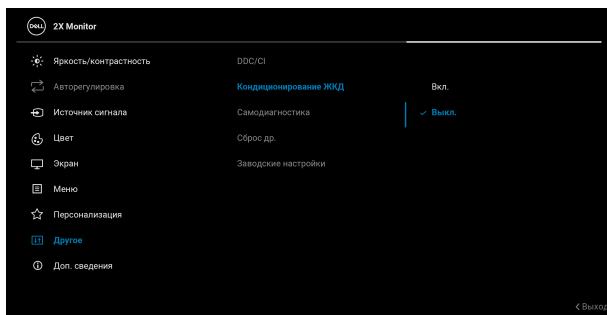 DELL 2X Monitor
Яркость/контрастность DDC/CI
Авторегулировка Кондиционирование ЖКД Вкл.
Источник сигнала Самодиагностика Выкл.
Цвет Сброс др.
Экран Заводские настройки
Меню
Персонализация
Другое
Доп. сведения
Выход